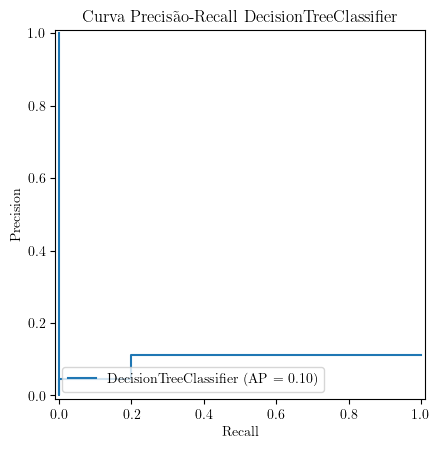 Curva Precisão-Recall DecisionTreeClassifier
1.0
0.8
0.6
0.4
0.2
0.0
Precision
DecisionTreeClassifier (AP = 0.10)
0.0 0.2 0.4 0.6 0.8 1.0
Recall